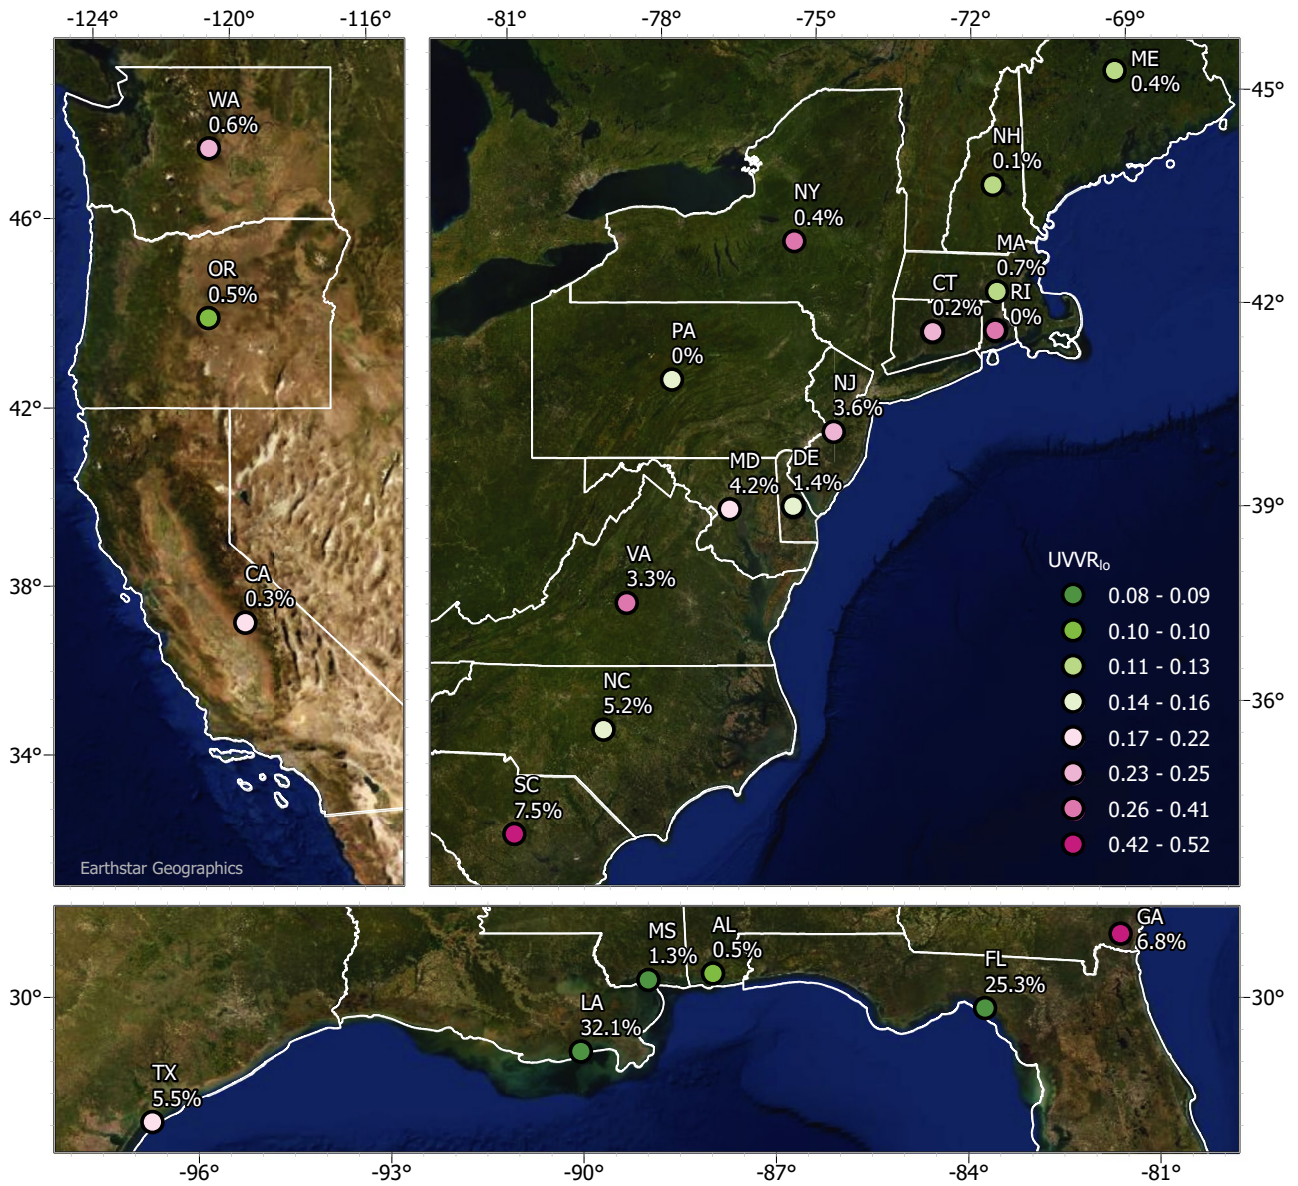 -124° -120° -116° -81° -78° -75° -72° -69°
WA
0.6%
OR
0.5%
CA
0.3%
46°
42°
38°
34°
Earthstar Geographics
ME
0.4%
NH
0.1%
NY
0.4%
MA
0.7%
CT
0.2%
RI
0%
PA
0%
NJ
3.6%
MD
4.2%
DE
1.4%
VA
3.3%
NC
5.2%
SC
7.5%
45°
42°
39°
36°
UVVRlo
0.08 - 0.09
0.10 - 0.10
0.11 - 0.13
0.14 - 0.16
0.17 - 0.22
0.23 - 0.25
0.26 - 0.41
0.42 - 0.52
GA
6.8%
MS
1.3%
AL
0.5%
FL
25.3%
LA
32.1%
TX
5.5%
30°
30°
-96° -93° -90° -87° -84° -81°